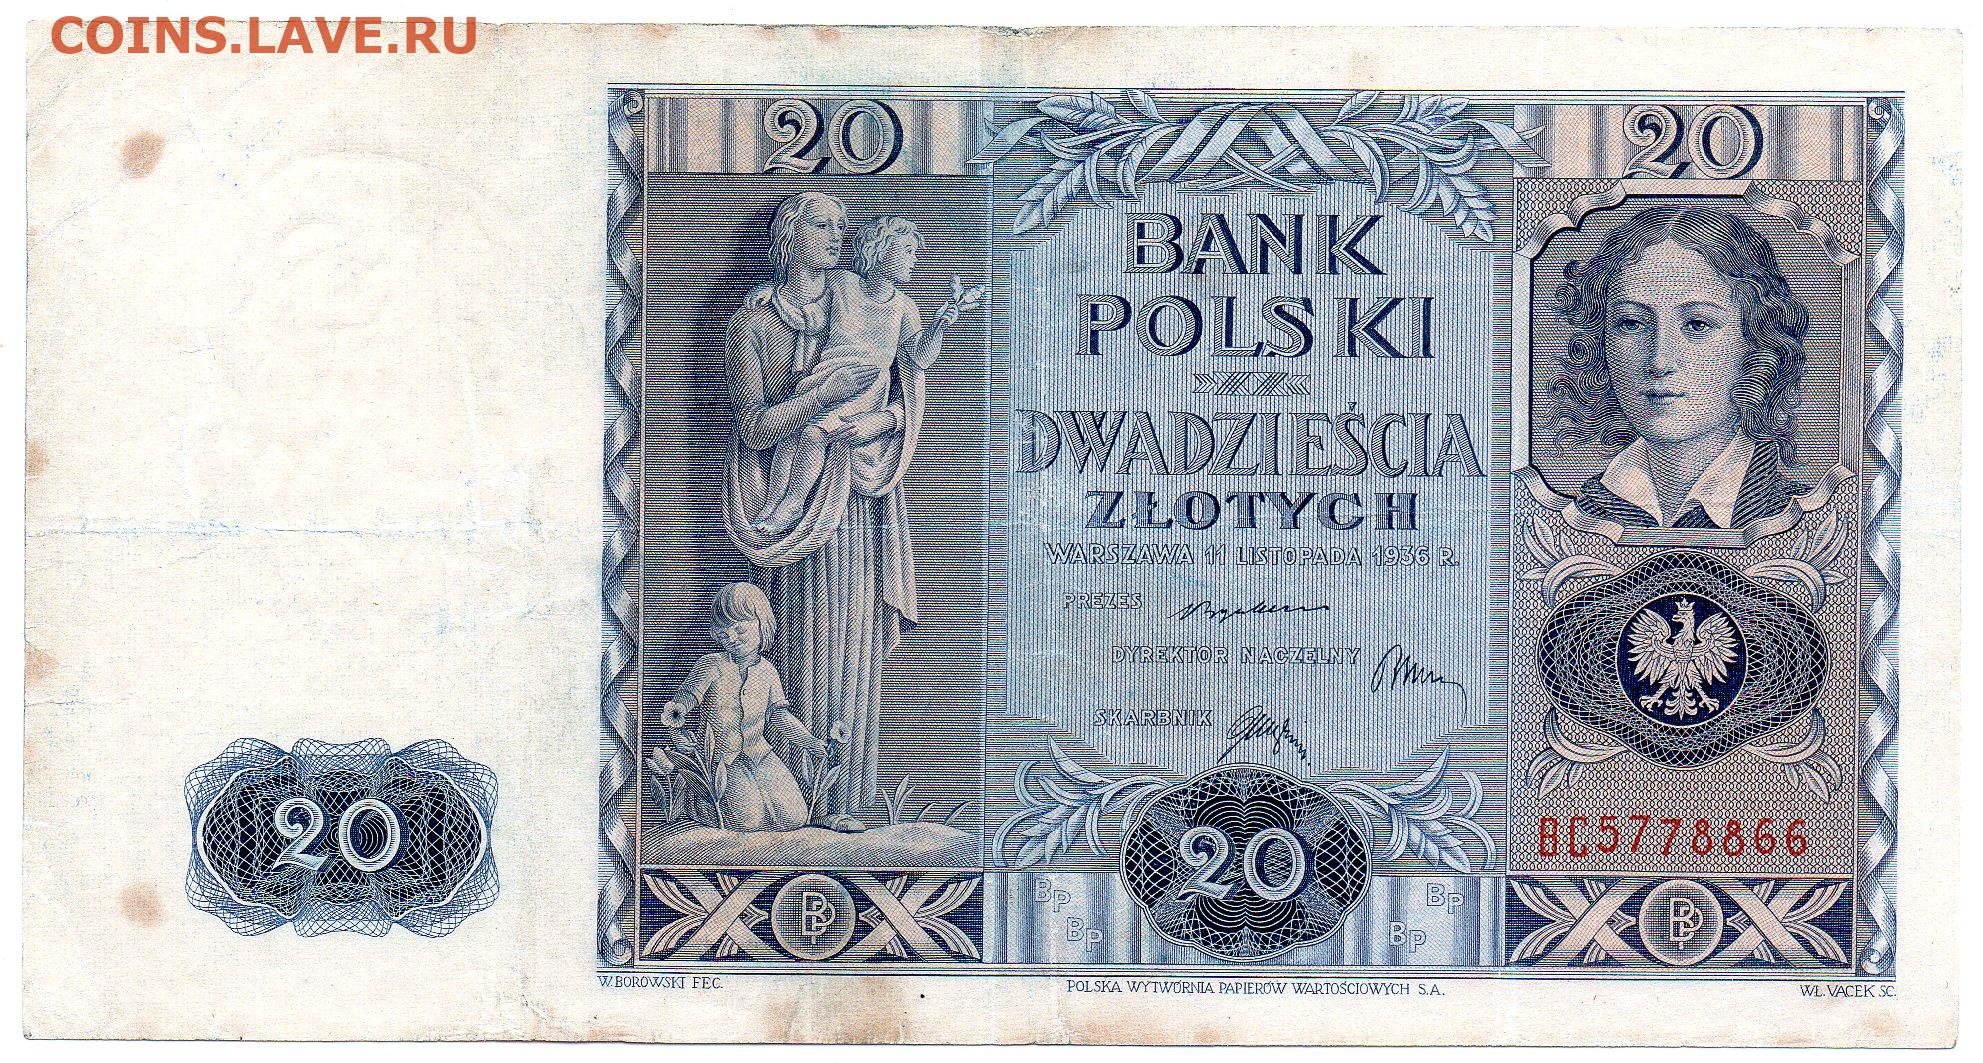 COINS.LAVE.RU
20
20
BANK
POLSKI
DWADZIEŚCIA
ZŁOTYCH
WARSZAWA 11 LISTOPADA 1936 R.
PREZES
DYREKTOR NACZELNY
SKARBNIK
20
20
BC5778866
BP
BP
BP
BP
BP
BP
W. BOROWSKI FEC.
POLSKA WYTWÓRNIA PAPIERÓW WARTOŚCIOWYCH S.A.
WŁ. VACEK SC.